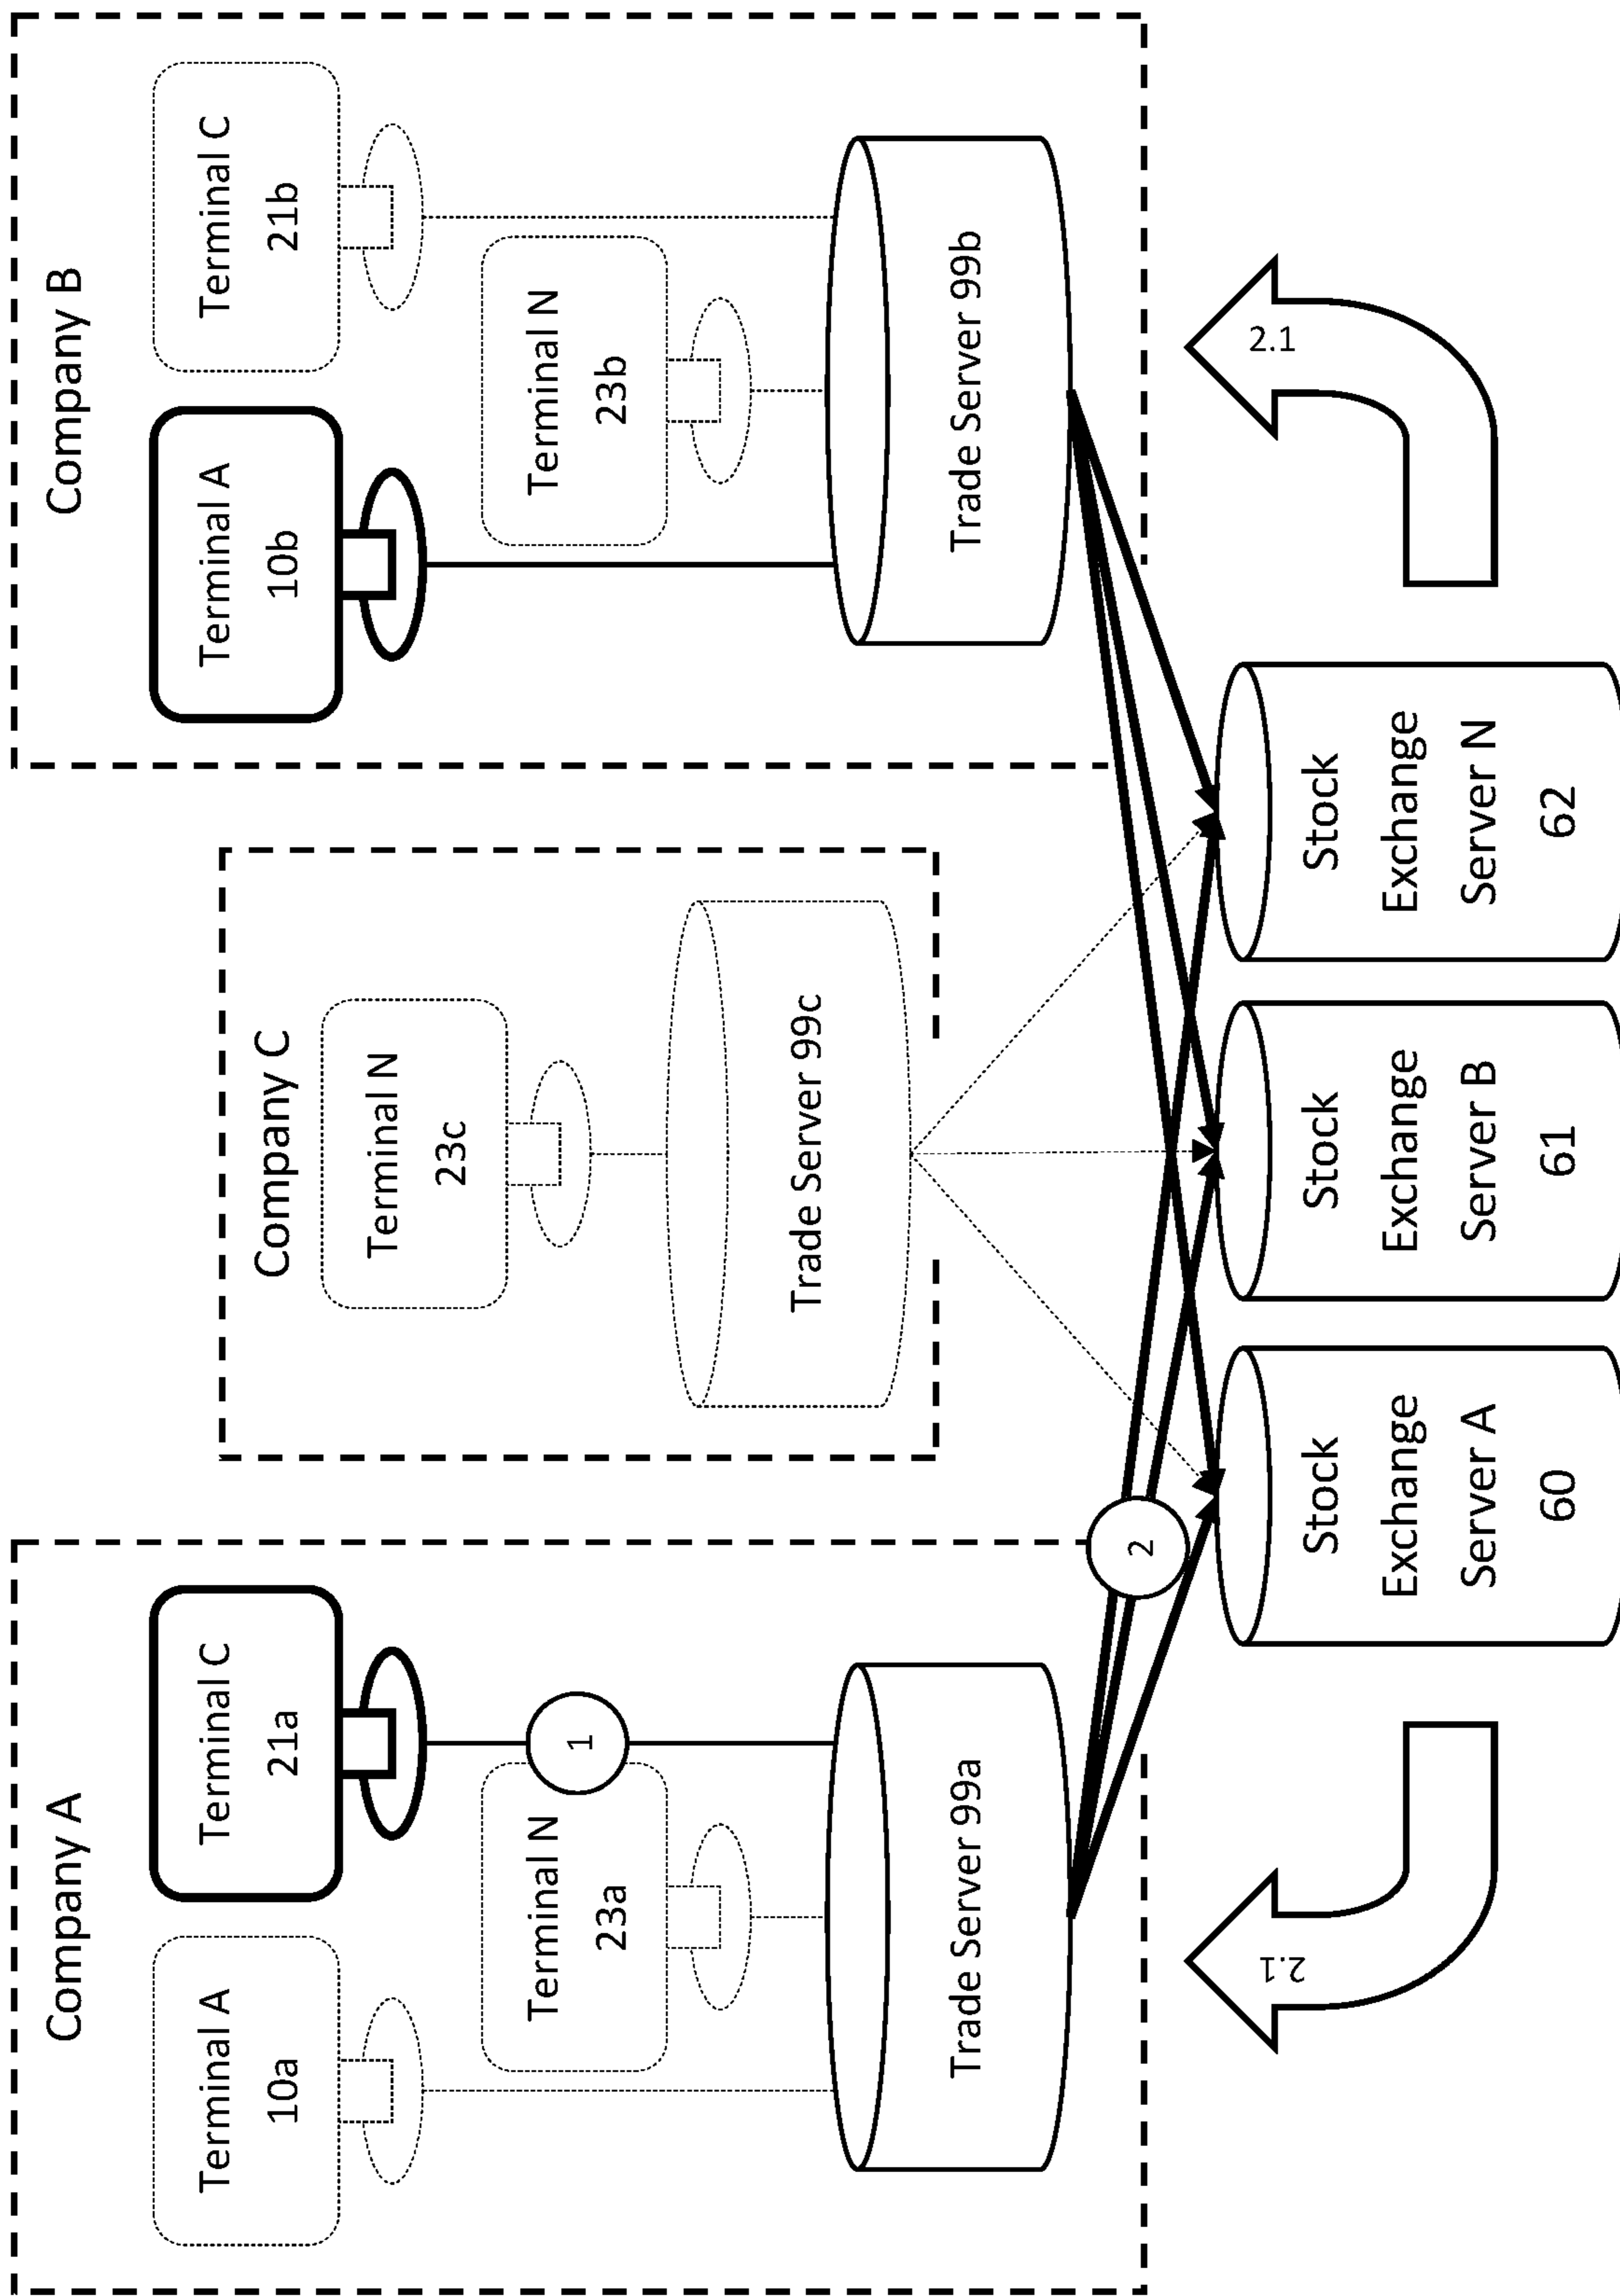 Company A
Terminal A
10a
Terminal C
21a
1
Terminal N
23a
Trade Server 99a
Company C
Terminal N
23c
Trade Server 99c
Company B
Terminal A
10b
Terminal C
21b
Terminal N
23b
Trade Server 99b
2
2.1
Stock
Exchange
Server A
60
Stock
Exchange
Server B
61
Stock
Exchange
Server N
62
2.1